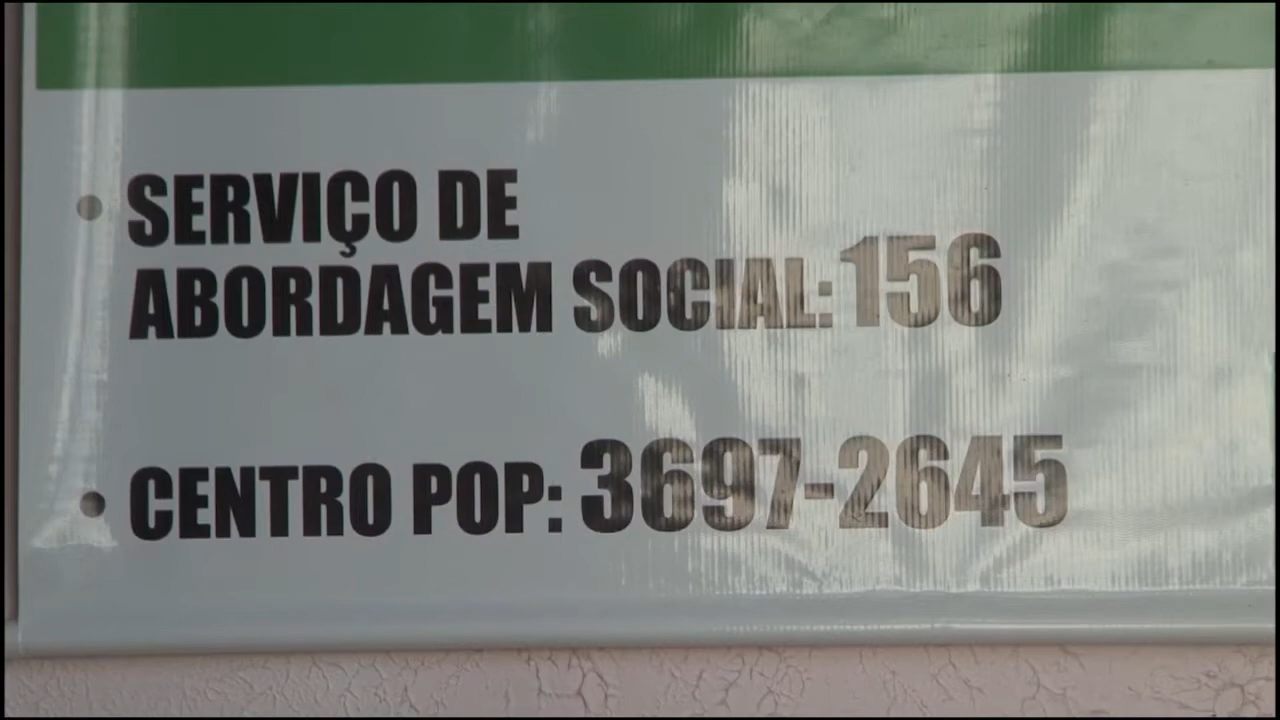 • SERVIÇO DE
ABORDAGEM SOCIAL: 156
• CENTRO POP: 3697-2645